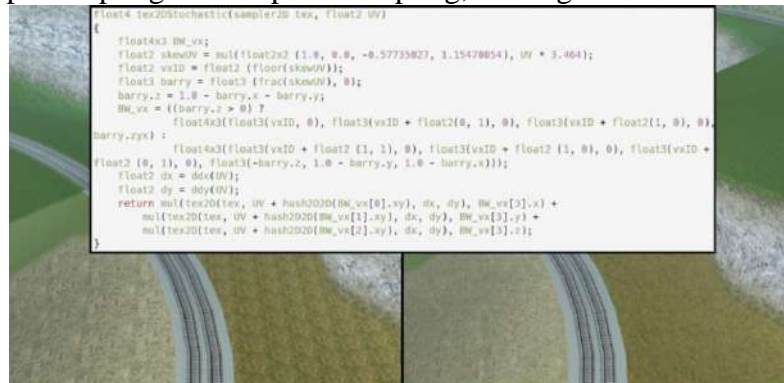 float4 tex2DStochastic(sampler2D tex, float2 UV)
{
float4x3 BW_vx;
float2 skewUV = mul(float2x2 (1.0, 0.0, -0.57735027, 1.15470054), UV * 3.464);
float2 vxID = float2 (floor(skewUV));
float3 barry = float3 (frac(skewUV), 0);
barry.z = 1.0 - barry.x - barry.y;
BW_vx = ((barry.z > 0) ?
float4x3(float3(vxID, 0), float3(vxID + float2(0, 1), 0), float3(vxID + float2(1, 0), 0),
barry.zyx) :
float4x3(float3(vxID + float2 (1, 1), 0), float3(vxID + float2 (1, 0), 0), float3(vxID +
float2 (0, 1), 0), float3(-barry.z, 1.0 - barry.y, 1.0 - barry.x)));
float2 dx = ddx(UV);
float2 dy = ddy(UV);
return mul(tex2D(tex, UV + hash2D2D(BW_vx[0].xy), dx, dy), BW_vx[3].x) +
mul(tex2D(tex, UV + hash2D2D(BW_vx[1].xy), dx, dy), BW_vx[3].y) +
mul(tex2D(tex, UV + hash2D2D(BW_vx[2].xy), dx, dy), BW_vx[3].z);
}